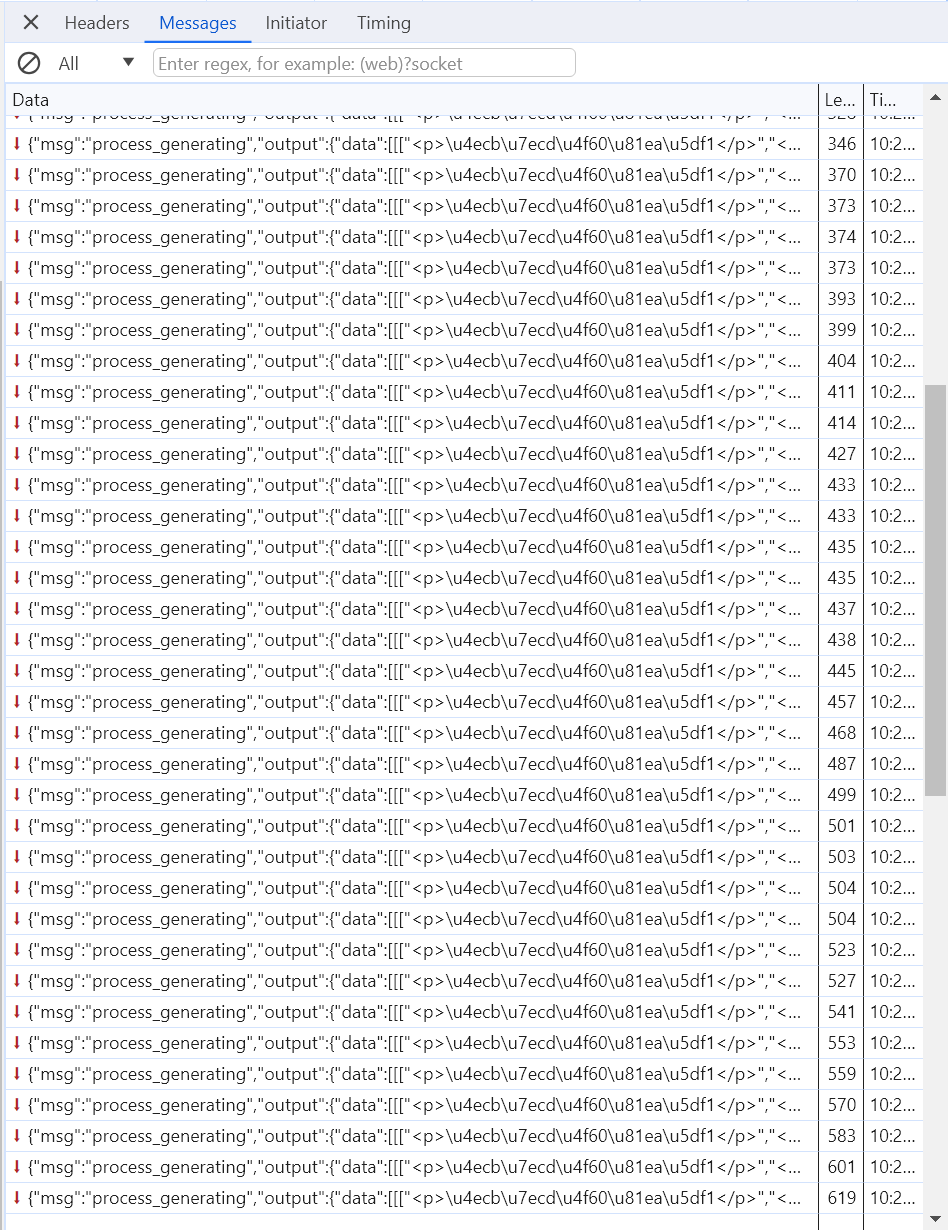 Headers Messages Initiator Timing
All Enter regex, for example: (web)?socket
Data Le... Ti...
{"msg":"process_generating","output":{"data":[[["<p>\u4ecb\u7ecd\u4f60\u81ea\u5df1</p>","<...
{"msg":"process_generating","output":{"data":[[["<p>\u4ecb\u7ecd\u4f60\u81ea\u5df1</p>","<... 346 10:2...
{"msg":"process_generating","output":{"data":[[["<p>\u4ecb\u7ecd\u4f60\u81ea\u5df1</p>","<... 370 10:2...
{"msg":"process_generating","output":{"data":[[["<p>\u4ecb\u7ecd\u4f60\u81ea\u5df1</p>","<... 373 10:2...
{"msg":"process_generating","output":{"data":[[["<p>\u4ecb\u7ecd\u4f60\u81ea\u5df1</p>","<... 374 10:2...
{"msg":"process_generating","output":{"data":[[["<p>\u4ecb\u7ecd\u4f60\u81ea\u5df1</p>","<... 373 10:2...
{"msg":"process_generating","output":{"data":[[["<p>\u4ecb\u7ecd\u4f60\u81ea\u5df1</p>","<... 393 10:2...
{"msg":"process_generating","output":{"data":[[["<p>\u4ecb\u7ecd\u4f60\u81ea\u5df1</p>","<... 399 10:2...
{"msg":"process_generating","output":{"data":[[["<p>\u4ecb\u7ecd\u4f60\u81ea\u5df1</p>","<... 404 10:2...
{"msg":"process_generating","output":{"data":[[["<p>\u4ecb\u7ecd\u4f60\u81ea\u5df1</p>","<... 411 10:2...
{"msg":"process_generating","output":{"data":[[["<p>\u4ecb\u7ecd\u4f60\u81ea\u5df1</p>","<... 414 10:2...
{"msg":"process_generating","output":{"data":[[["<p>\u4ecb\u7ecd\u4f60\u81ea\u5df1</p>","<... 427 10:2...
{"msg":"process_generating","output":{"data":[[["<p>\u4ecb\u7ecd\u4f60\u81ea\u5df1</p>","<... 433 10:2...
{"msg":"process_generating","output":{"data":[[["<p>\u4ecb\u7ecd\u4f60\u81ea\u5df1</p>","<... 433 10:2...
{"msg":"process_generating","output":{"data":[[["<p>\u4ecb\u7ecd\u4f60\u81ea\u5df1</p>","<... 435 10:2...
{"msg":"process_generating","output":{"data":[[["<p>\u4ecb\u7ecd\u4f60\u81ea\u5df1</p>","<... 435 10:2...
{"msg":"process_generating","output":{"data":[[["<p>\u4ecb\u7ecd\u4f60\u81ea\u5df1</p>","<... 437 10:2...
{"msg":"process_generating","output":{"data":[[["<p>\u4ecb\u7ecd\u4f60\u81ea\u5df1</p>","<... 438 10:2...
{"msg":"process_generating","output":{"data":[[["<p>\u4ecb\u7ecd\u4f60\u81ea\u5df1</p>","<... 445 10:2...
{"msg":"process_generating","output":{"data":[[["<p>\u4ecb\u7ecd\u4f60\u81ea\u5df1</p>","<... 457 10:2...
{"msg":"process_generating","output":{"data":[[["<p>\u4ecb\u7ecd\u4f60\u81ea\u5df1</p>","<... 468 10:2...
{"msg":"process_generating","output":{"data":[[["<p>\u4ecb\u7ecd\u4f60\u81ea\u5df1</p>","<... 487 10:2...
{"msg":"process_generating","output":{"data":[[["<p>\u4ecb\u7ecd\u4f60\u81ea\u5df1</p>","<... 499 10:2...
{"msg":"process_generating","output":{"data":[[["<p>\u4ecb\u7ecd\u4f60\u81ea\u5df1</p>","<... 501 10:2...
{"msg":"process_generating","output":{"data":[[["<p>\u4ecb\u7ecd\u4f60\u81ea\u5df1</p>","<... 503 10:2...
{"msg":"process_generating","output":{"data":[[["<p>\u4ecb\u7ecd\u4f60\u81ea\u5df1</p>","<... 504 10:2...
{"msg":"process_generating","output":{"data":[[["<p>\u4ecb\u7ecd\u4f60\u81ea\u5df1</p>","<... 504 10:2...
{"msg":"process_generating","output":{"data":[[["<p>\u4ecb\u7ecd\u4f60\u81ea\u5df1</p>","<... 523 10:2...
{"msg":"process_generating","output":{"data":[[["<p>\u4ecb\u7ecd\u4f60\u81ea\u5df1</p>","<... 527 10:2...
{"msg":"process_generating","output":{"data":[[["<p>\u4ecb\u7ecd\u4f60\u81ea\u5df1</p>","<... 541 10:2...
{"msg":"process_generating","output":{"data":[[["<p>\u4ecb\u7ecd\u4f60\u81ea\u5df1</p>","<... 553 10:2...
{"msg":"process_generating","output":{"data":[[["<p>\u4ecb\u7ecd\u4f60\u81ea\u5df1</p>","<... 559 10:2...
{"msg":"process_generating","output":{"data":[[["<p>\u4ecb\u7ecd\u4f60\u81ea\u5df1</p>","<... 570 10:2...
{"msg":"process_generating","output":{"data":[[["<p>\u4ecb\u7ecd\u4f60\u81ea\u5df1</p>","<... 583 10:2...
{"msg":"process_generating","output":{"data":[[["<p>\u4ecb\u7ecd\u4f60\u81ea\u5df1</p>","<... 601 10:2...
{"msg":"process_generating","output":{"data":[[["<p>\u4ecb\u7ecd\u4f60\u81ea\u5df1</p>","<... 619 10:2...